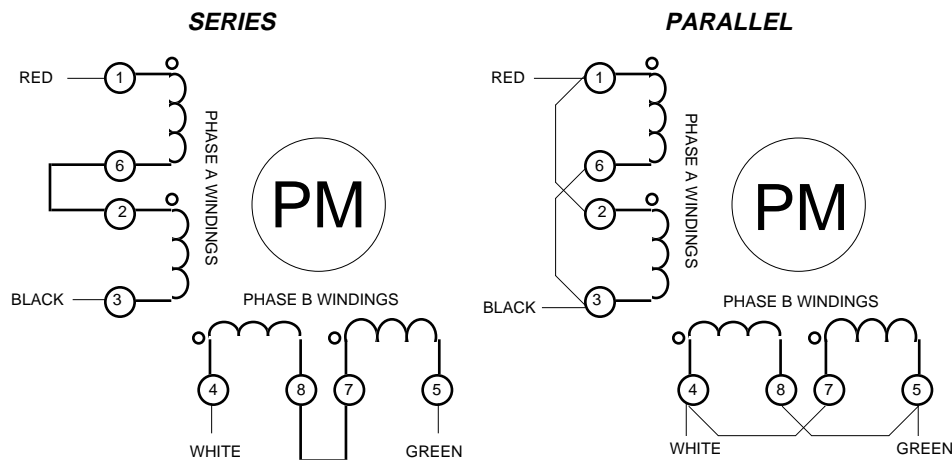 SERIES
RED
1
6
2
BLACK
3
PHASE A WINDINGS
PM
PHASE B WINDINGS
4
8
7
5
WHITE
GREEN
PARALLEL
RED
1
6
2
BLACK
3
PHASE A WINDINGS
PM
PHASE B WINDINGS
4
8
7
5
WHITE
GREEN